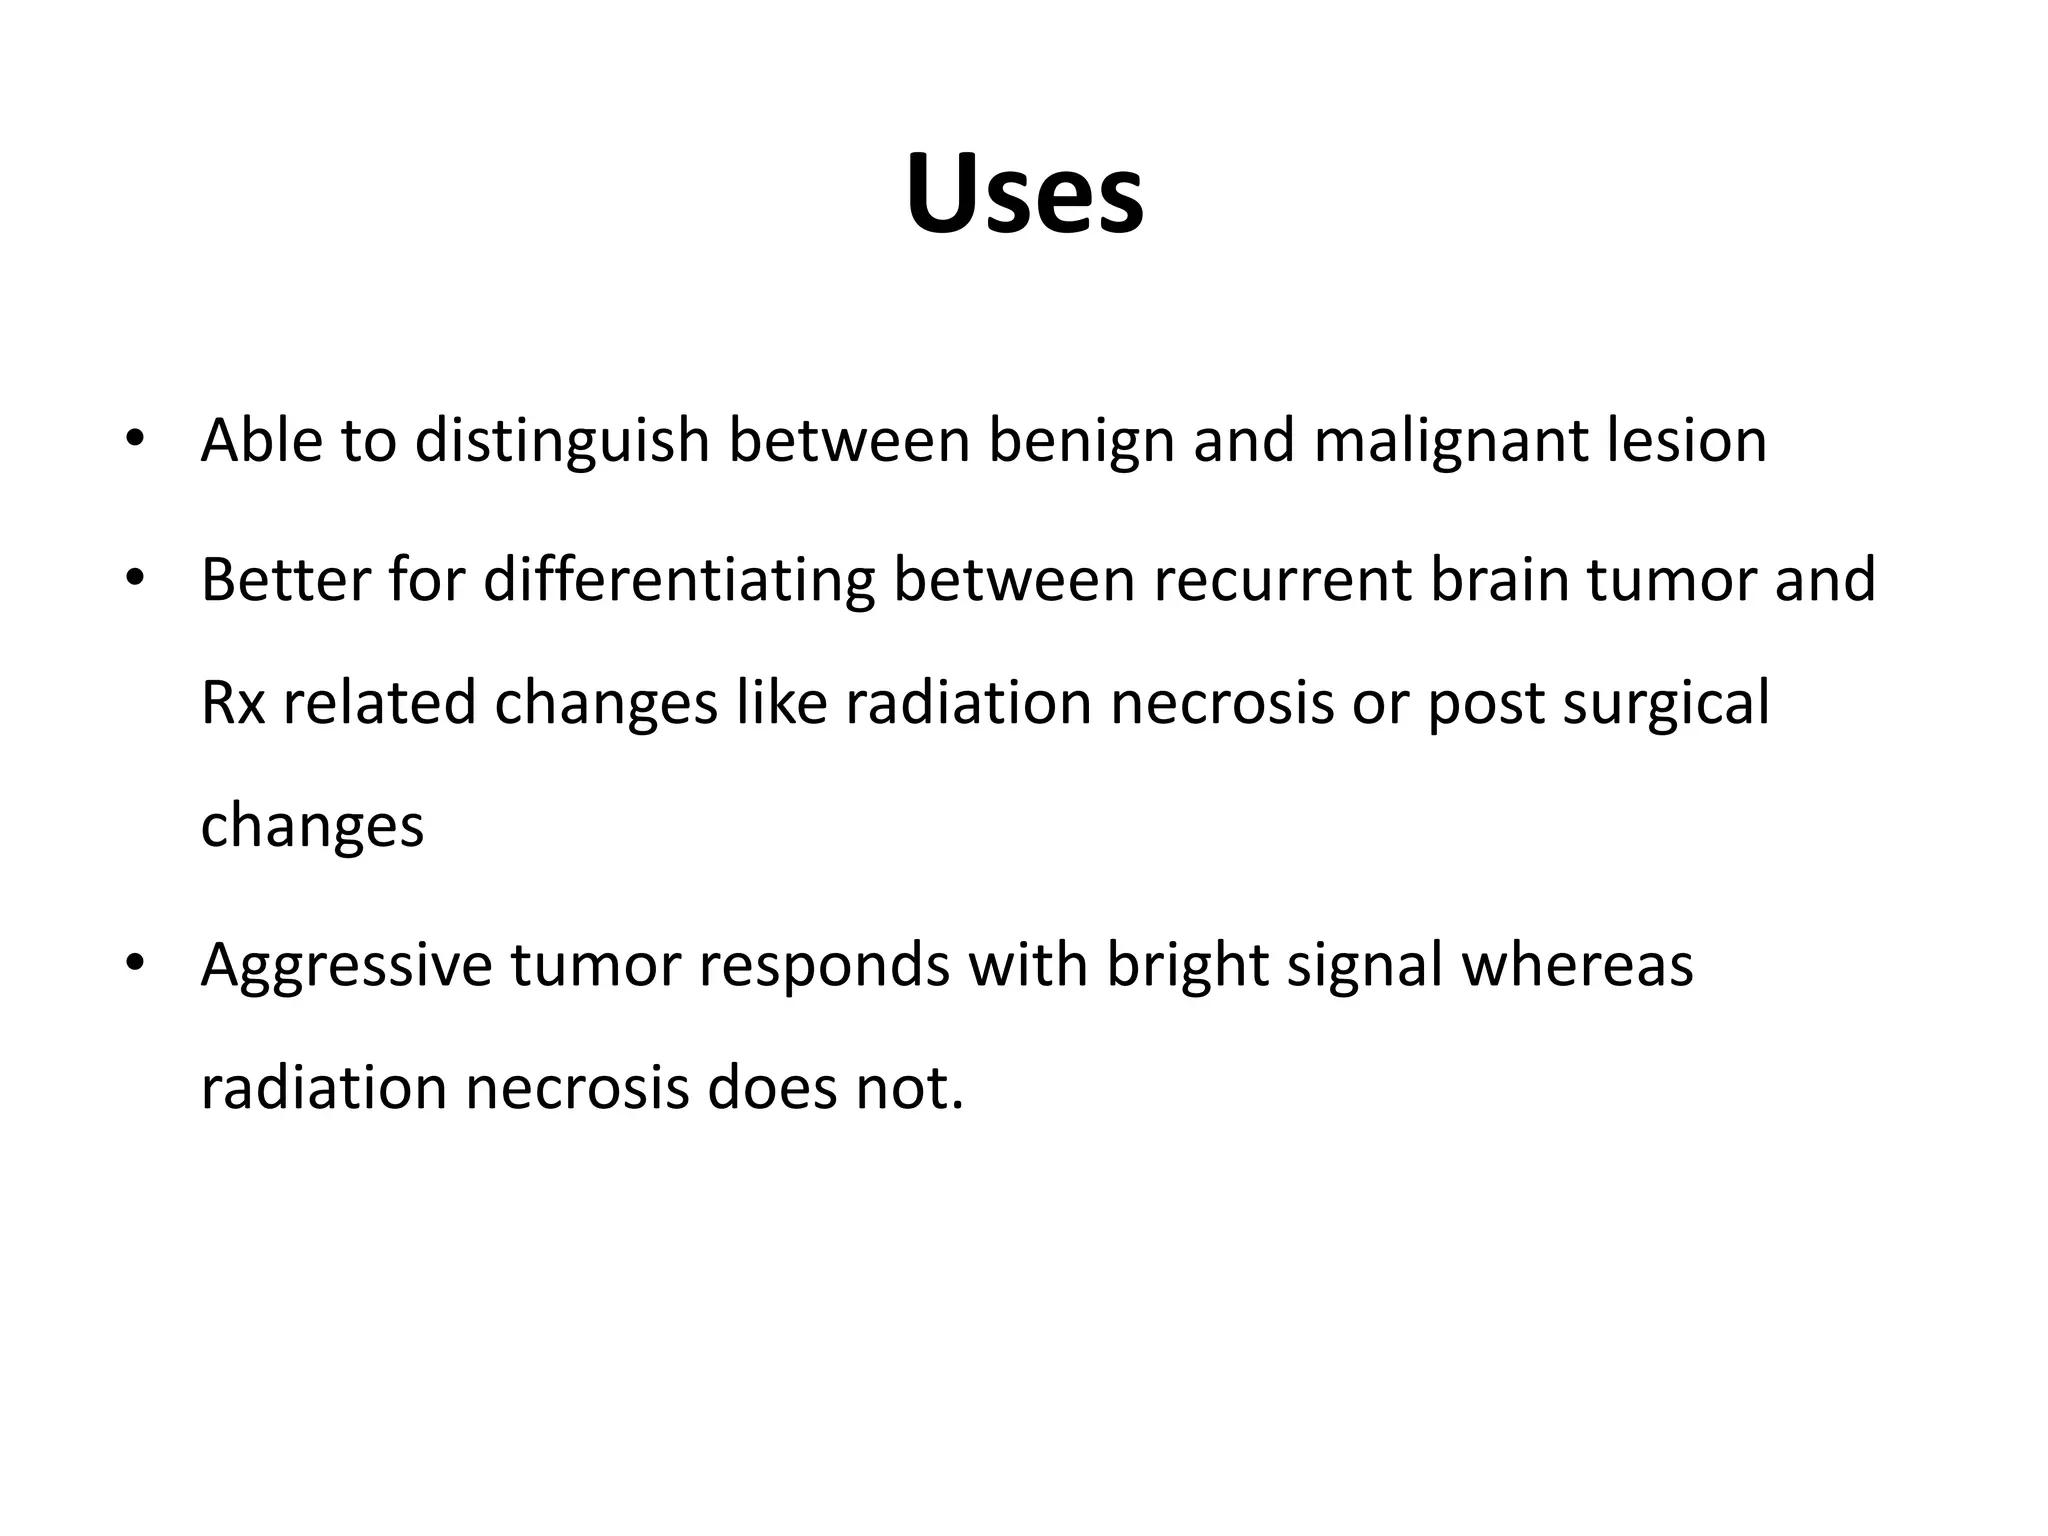 Uses
• Able to distinguish between benign and malignant lesion
• Better for differentiating between recurrent brain tumor and
Rx related changes like radiation necrosis or post surgical
changes
• Aggressive tumor responds with bright signal whereas
radiation necrosis does not.